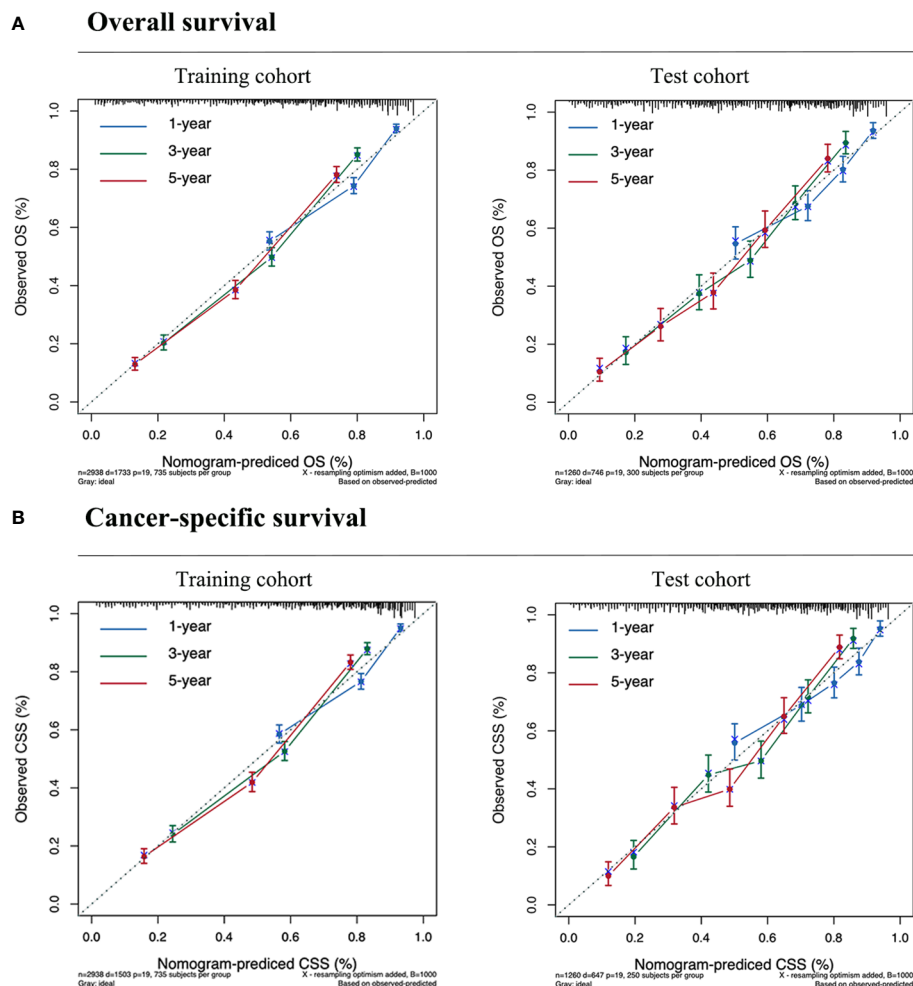 A Overall survival
Training cohort
Test cohort
1.0
0.8
0.6
0.4
0.2
0.0
Observed OS (%)
1-year
3-year
5-year
0.0 0.2 0.4 0.6 0.8 1.0
Nomogram-prediced OS (%)
n=2938 d=1733 p=19, 735 subjects per group
Gray: ideal
X - resampling optimism added, B=1000
Based on observed-predicted
1.0
0.8
0.6
0.4
0.2
0.0
Observed OS (%)
1-year
3-year
5-year
0.0 0.2 0.4 0.6 0.8 1.0
Nomogram-prediced OS (%)
n=1260 d=746 p=19, 300 subjects per group
Gray: ideal
X - resampling optimism added, B=1000
Based on observed-predicted
B Cancer-specific survival
Training cohort
Test cohort
1.0
0.8
0.6
0.4
0.2
0.0
Observed CSS (%)
1-year
3-year
5-year
0.0 0.2 0.4 0.6 0.8 1.0
Nomogram-prediced CSS (%)
n=2938 d=1503 p=19, 735 subjects per group
Gray: ideal
X - resampling optimism added, B=1000
Based on observed-predicted
1.0
0.8
0.6
0.4
0.2
0.0
Observed CSS (%)
1-year
3-year
5-year
0.0 0.2 0.4 0.6 0.8 1.0
Nomogram-prediced CSS (%)
n=1260 d=647 p=19, 250 subjects per group
Gray: ideal
X - resampling optimism added, B=1000
Based on observed-predicted